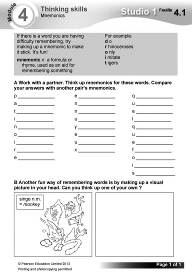 Module
4
Thinking skills
Mnemonics
Studio 1
Feuille
4.1
If there is a word you are having
difficulty remembering, try
making up a mnemonic to make
it stick. It's fun!
mnemonic n. a formula or
rhyme, used as an aid for
remembering something
For example:
d o
r hinoceroses
o nly
i mitate
t igers
A Work with a partner. Think up mnemonics for these words. Compare
your answers with another pair's mnemonics.
B Another fun way of remembering words is by making up a visual
picture in your head. Can you think up one of your own?
singe n.m.
= monkey
© Pearson Education Limited 2012
Printing and photocopying permitted
Page 1 of 1